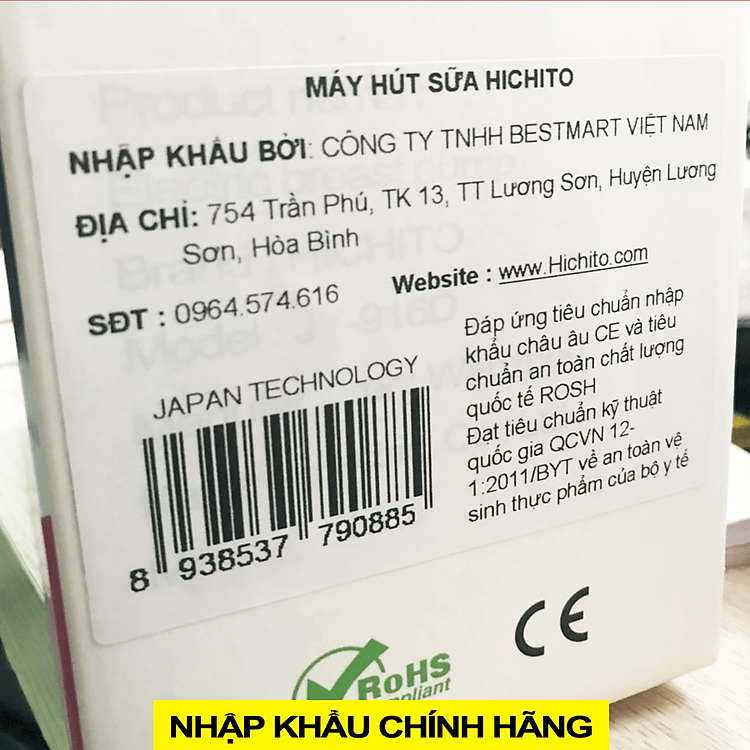 MÁY HÚT SỮA HICHITO
NHẬP KHẨU BỞI: CÔNG TY TNHH BESTMART VIỆT NAM
ĐỊA CHỈ: 754 Trần Phú, TK 13, TT Lương Sơn, Huyện Lương
Sơn, Hòa Bình
SĐT : 0964.574.616
Website : www.Hichito.com
JAPAN TECHNOLOGY
8 938537 790885
Đáp ứng tiêu chuẩn nhập
khẩu châu âu CE và tiêu
chuẩn an toàn chất lượng
quốc tế ROSH
Đạt tiêu chuẩn kỹ thuật
quốc gia QCVN 12-
1:2011/BYT về an toàn vệ
sinh thực phẩm của bộ y tế
CE
RoHS
NHẬP KHẨU CHÍNH HÃNG